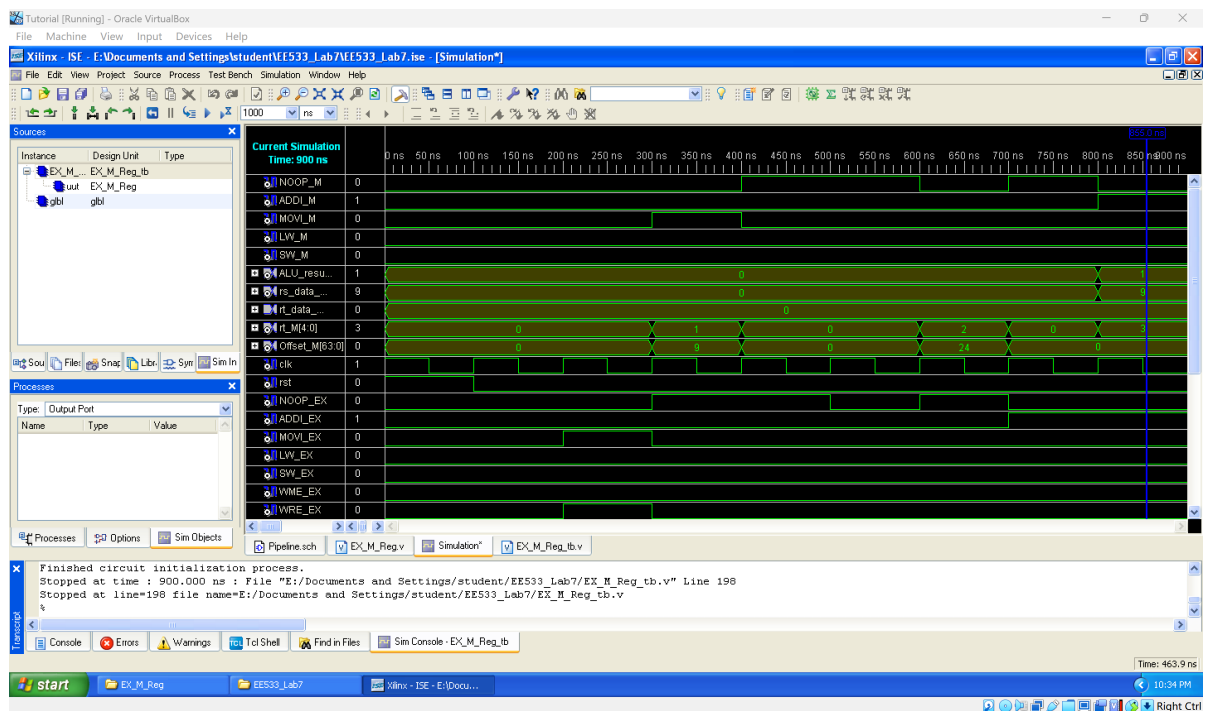 Tutorial [Running] - Oracle VirtualBox
File Machine View Input Devices Help
Xilinx - ISE - E:\Documents and Settings\student\EE533_Lab7\EE533_Lab7.ise - [Simulation*]
File Edit View Project Source Process Test Bench Simulation Window Help
1000 ns
Sources
Instance Design Unit Type
EX_M_... EX_M_Reg_tb
uut EX_M_Reg
glbl glbl
Sou Files Snap Libr. Sym Sim In
Processes
Type: Output Port
Name Type Value
Processes Options Sim Objects
856.0 ns
Current Simulation
Time: 900 ns
0 ns 50 ns 100 ns 150 ns 200 ns 250 ns 300 ns 350 ns 400 ns 450 ns 500 ns 550 ns 600 ns 650 ns 700 ns 750 ns 800 ns 850 ns 900 ns
NOOP_M 0
ADDI_M 1
MOVI_M 0
LW_M 0
SW_M 0
ALU_resu... 1 0 1
rs_data_... 9 0 9
rt_data_... 0 0
rt_M[4:0] 3 0 1 0 2 0 3
Offset_M[63:0] 0 0 9 0 24 0
clk 1
rst 0
NOOP_EX 0
ADDI_EX 1
MOVI_EX 0
LW_EX 0
SW_EX 0
WME_EX 0
WRE_EX 0
Pipeline.sch EX_M_Reg.v Simulation* EX_M_Reg_tb.v
Finished circuit initialization process.
Stopped at time : 900.000 ns : File "E:/Documents and Settings/student/EE533_Lab7/EX_M_Reg_tb.v" Line 198
Stopped at line=198 file name=E:/Documents and Settings/student/EE533_Lab7/EX_M_Reg_tb.v
%
Transcript
Console Errors Warnings Tcl Shell Find in Files Sim Console - EX_M_Reg_tb
Time: 463.9 ns
start EX_M_Reg EE533_Lab7 Xilinx - ISE - E:\Docu... 10:34 PM
Right Ctrl